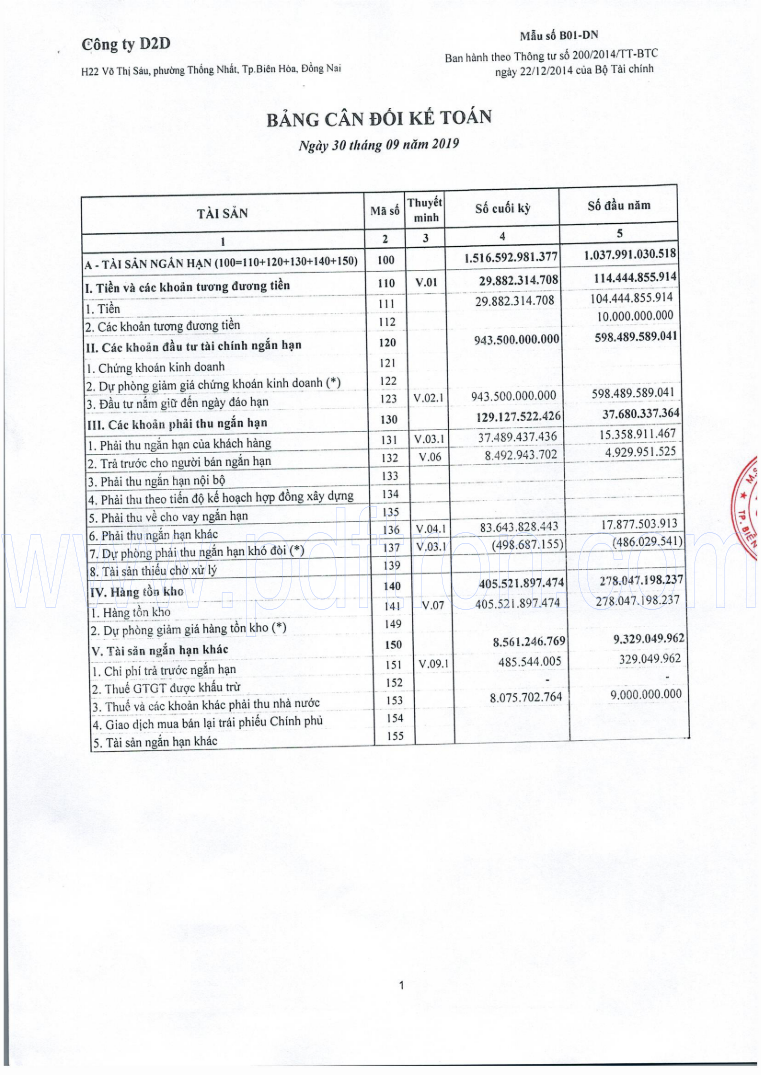 Công ty D2D
H22 Võ Thị Sáu, phường Thống Nhất, Tp.Biên Hòa, Đồng Nai
Mẫu số B01-DN
Ban hành theo Thông tư số 200/2014/TT-BTC
ngày 22/12/2014 của Bộ Tài chính
BẢNG CÂN ĐỐI KẾ TOÁN
Ngày 30 tháng 09 năm 2019
TÀI SẢN Mã số Thuyết minh Số cuối kỳ Số đầu năm
1 2 3 4 5
A - TÀI SẢN NGẮN HẠN (100=110+120+130+140+150) 100 1.516.592.981.377 1.037.991.030.518
I. Tiền và các khoản tương đương tiền 110 V.01 29.882.314.708 114.444.855.914
1. Tiền 111 29.882.314.708 104.444.855.914
2. Các khoản tương đương tiền 112 10.000.000.000
II. Các khoản đầu tư tài chính ngắn hạn 120 943.500.000.000 598.489.589.041
1. Chứng khoán kinh doanh 121
2. Dự phòng giảm giá chứng khoán kinh doanh (*) 122
3. Đầu tư nắm giữ đến ngày đáo hạn 123 V.02.1 943.500.000.000 598.489.589.041
III. Các khoản phải thu ngắn hạn 130 129.127.522.426 37.680.337.364
1. Phải thu ngắn hạn của khách hàng 131 V.03.1 37.489.437.436 15.358.911.467
2. Trả trước cho người bán ngắn hạn 132 V.06 8.492.943.702 4.929.951.525
3. Phải thu ngắn hạn nội bộ 133
4. Phải thu theo tiến độ kế hoạch hợp đồng xây dựng 134
5. Phải thu về cho vay ngắn hạn 135
6. Phải thu ngắn hạn khác 136 V.04.1 83.643.828.443 17.877.503.913
7. Dự phòng phải thu ngắn hạn khó đòi (*) 137 V.03.1 (498.687.155) (486.029.541)
8. Tài sản thiếu chờ xử lý 139
IV. Hàng tồn kho 140 405.521.897.474 278.047.198.237
1. Hàng tồn kho 141 V.07 405.521.897.474 278.047.198.237
2. Dự phòng giảm giá hàng tồn kho (*) 149
V. Tài sản ngắn hạn khác 150 8.561.246.769 9.329.049.962
1. Chi phí trả trước ngắn hạn 151 V.09.1 485.544.005 329.049.962
2. Thuế GTGT được khấu trừ 152 - -
3. Thuế và các khoản khác phải thu nhà nước 153 8.075.702.764 9.000.000.000
4. Giao dịch mua bán lại trái phiếu Chính phủ 154
5. Tài sản ngắn hạn khác 155
TP. BIÊN
1